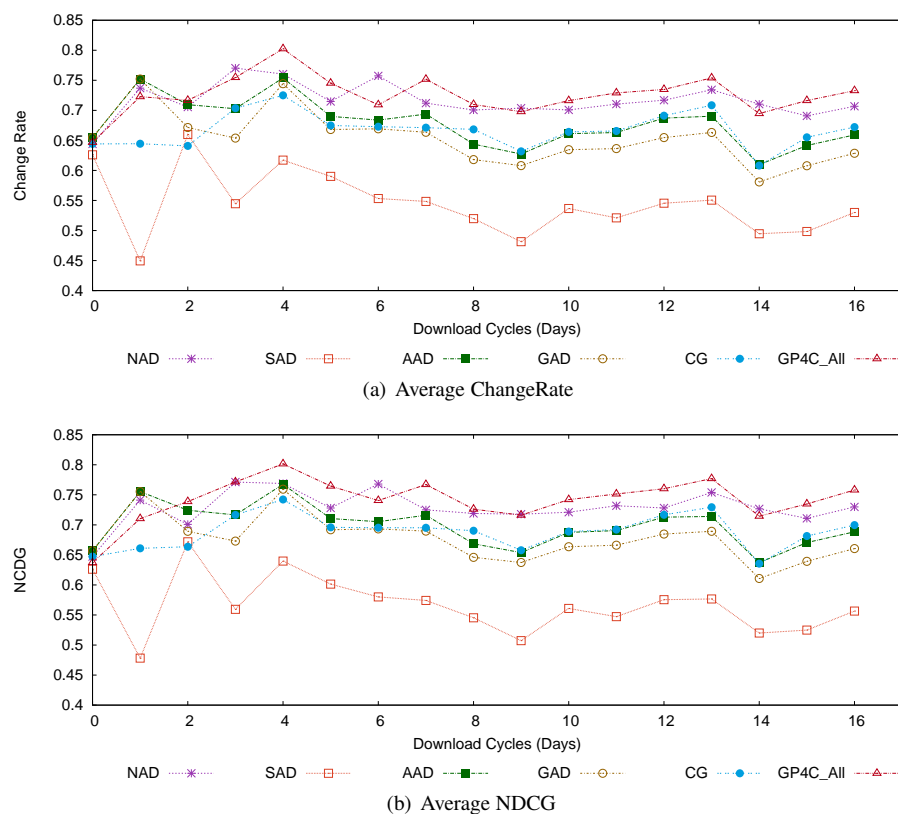 0.85
0.8
0.75
0.7
0.65
0.6
0.55
0.5
0.45
0.4
Change Rate
0 2 4 6 8 10 12 14 16
Download Cycles (Days)
NAD SAD AAD GAD CG GP4C_All
(a) Average ChangeRate
0.85
0.8
0.75
0.7
0.65
0.6
0.55
0.5
0.45
0.4
NCDG
0 2 4 6 8 10 12 14 16
Download Cycles (Days)
NAD SAD AAD GAD CG GP4C_All
(b) Average NDCG